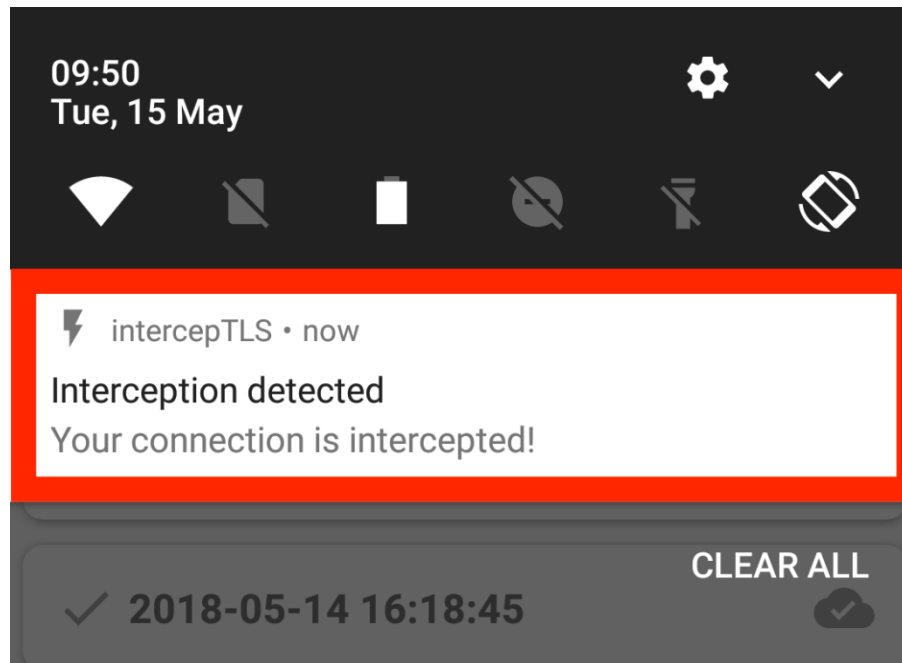 09:50
Tue, 15 May
intercepTLS • now
Interception detected
Your connection is intercepted!
CLEAR ALL
2018-05-14 16:18:45